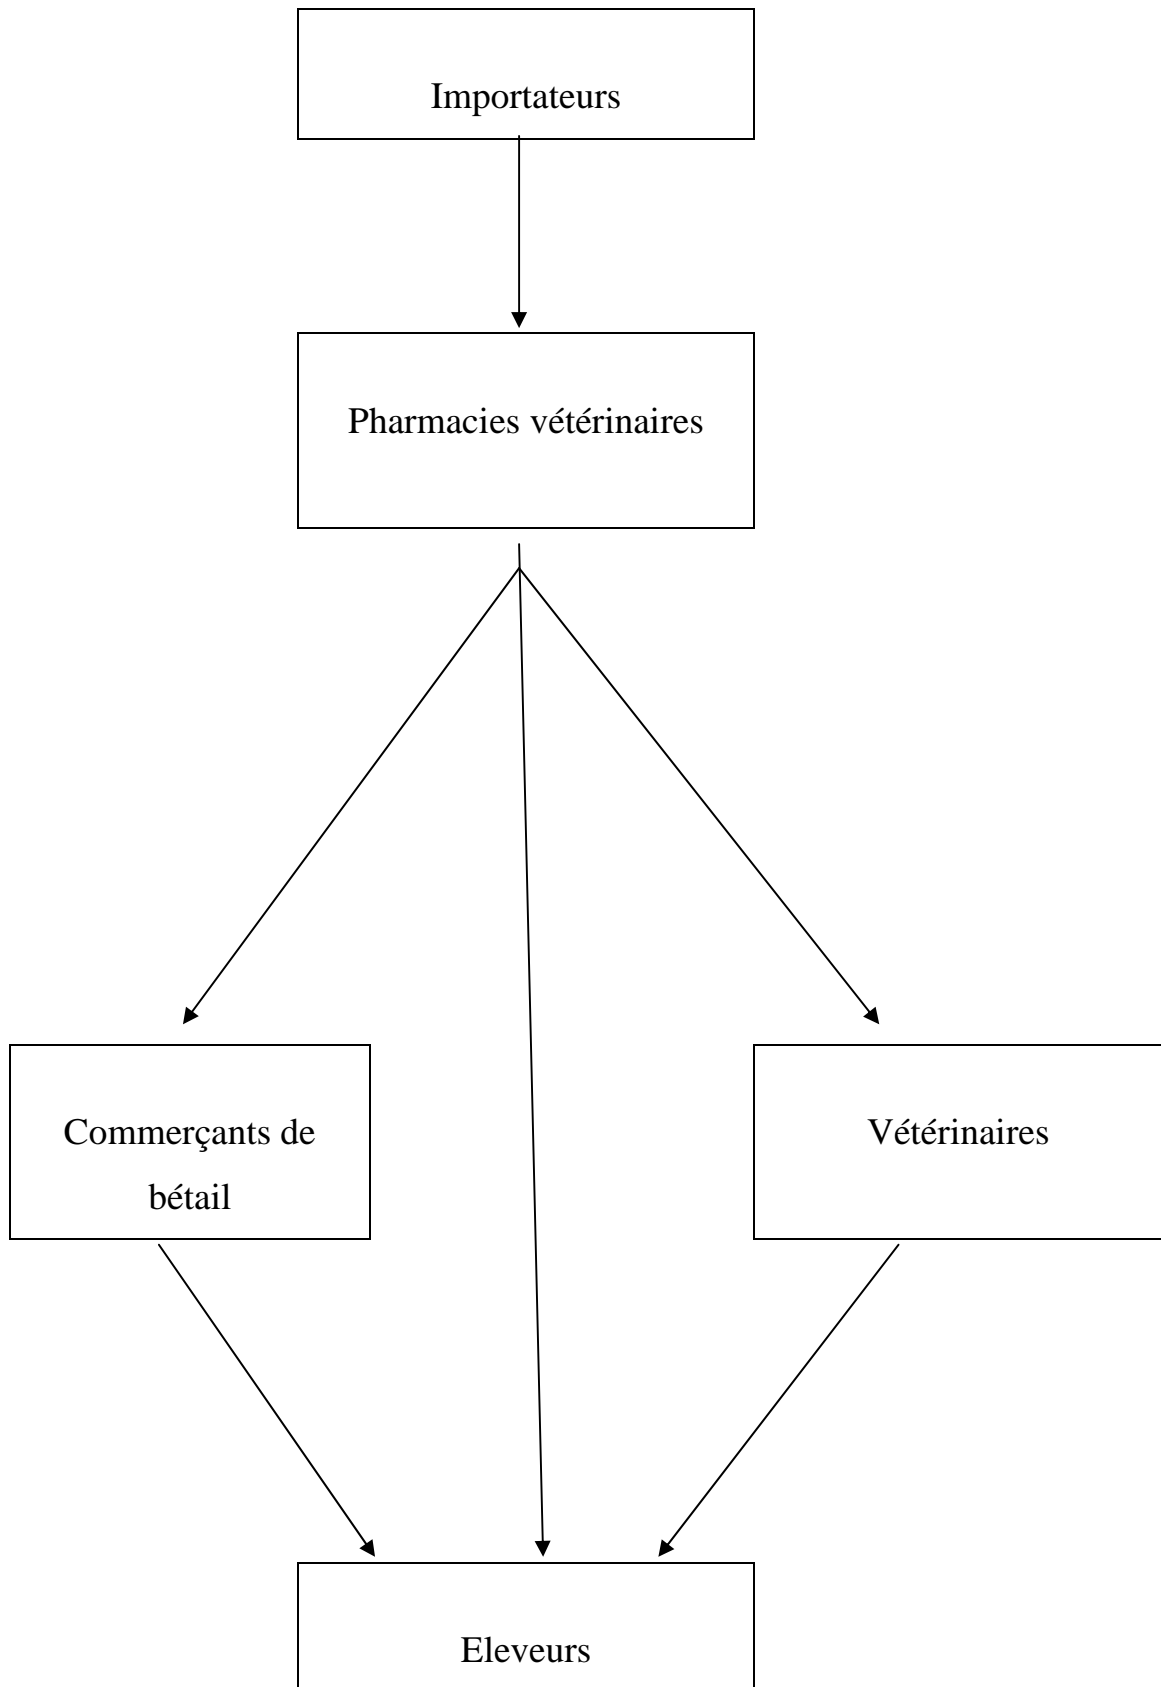 Importateurs
Pharmacies vétérinaires
Commerçants de
bétail
Vétérinaires
Eleveurs